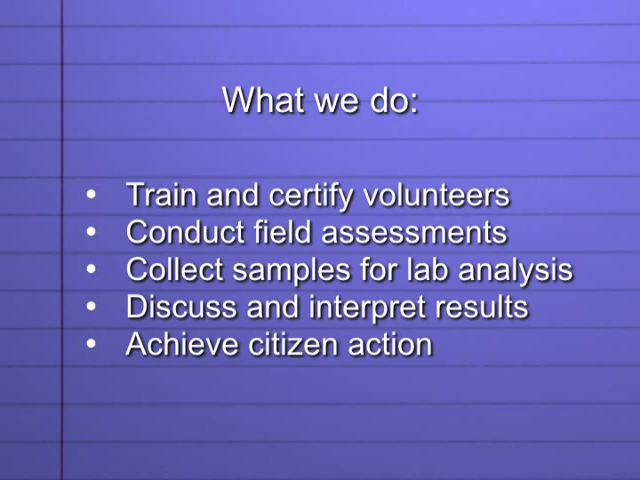 What we do:
• Train and certify volunteers
• Conduct field assessments
• Collect samples for lab analysis
• Discuss and interpret results
• Achieve citizen action